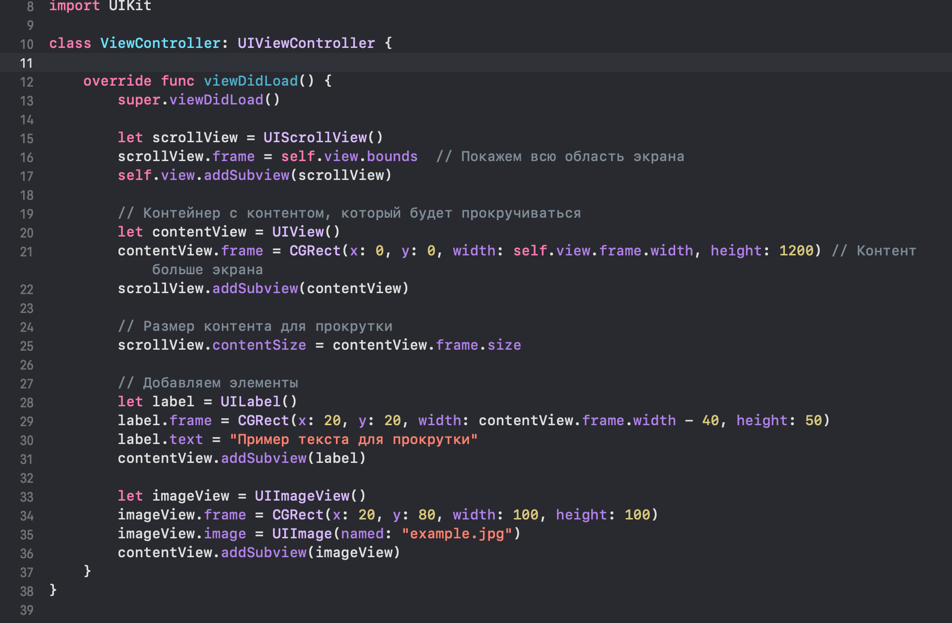 8 import UIKit
9
10 class ViewController: UIViewController {
11
12     override func viewDidLoad() {
13         super.viewDidLoad()
14
15         let scrollView = UIScrollView()
16         scrollView.frame = self.view.bounds  // Покажем всю область экрана
17         self.view.addSubview(scrollView)
18
19         // Контейнер с контентом, который будет прокручиваться
20         let contentView = UIView()
21         contentView.frame = CGRect(x: 0, y: 0, width: self.view.frame.width, height: 1200) // Контент
            больше экрана
22         scrollView.addSubview(contentView)
23
24         // Размер контента для прокрутки
25         scrollView.contentSize = contentView.frame.size
26
27         // Добавляем элементы
28         let label = UILabel()
29         label.frame = CGRect(x: 20, y: 20, width: contentView.frame.width - 40, height: 50)
30         label.text = "Пример текста для прокрутки"
31         contentView.addSubview(label)
32
33         let imageView = UIImageView()
34         imageView.frame = CGRect(x: 20, y: 80, width: 100, height: 100)
35         imageView.image = UIImage(named: "example.jpg")
36         contentView.addSubview(imageView)
37     }
38 }
39